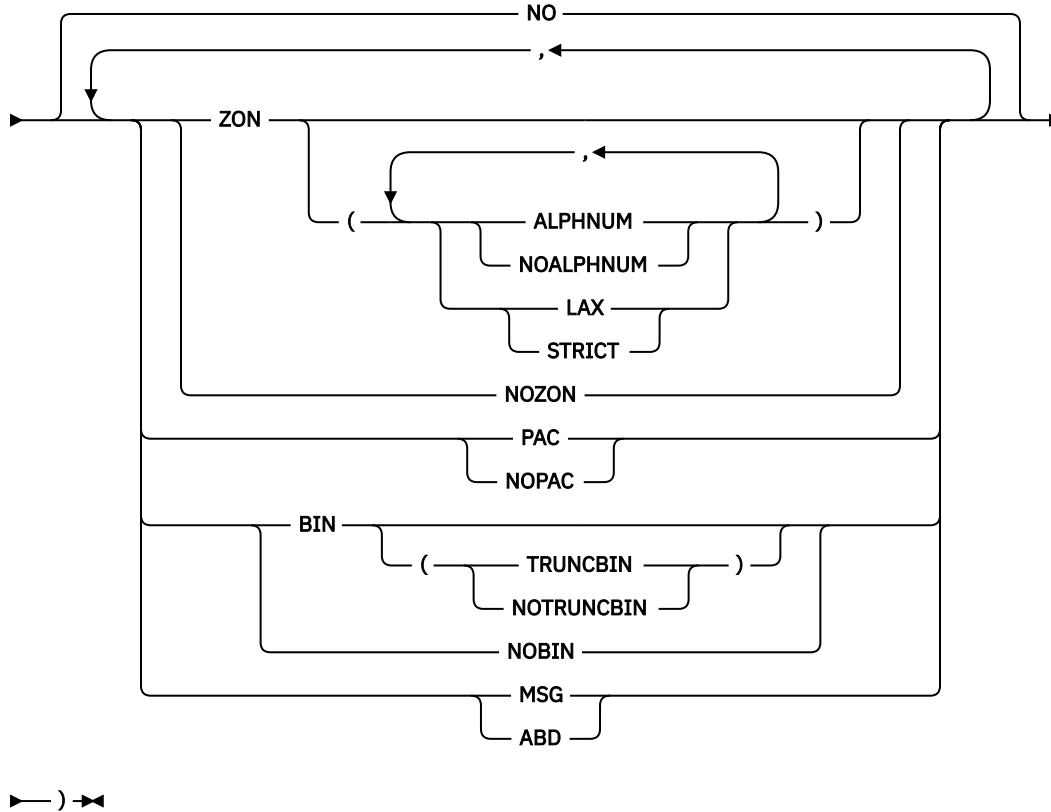 NO
,
ZON
,
( ALPHNUM )
NOALPHNUM
LAX
STRICT
NOZON
PAC
NOPAC
BIN
( TRUNCBIN )
NOTRUNCBIN
NOBIN
MSG
ABD
)